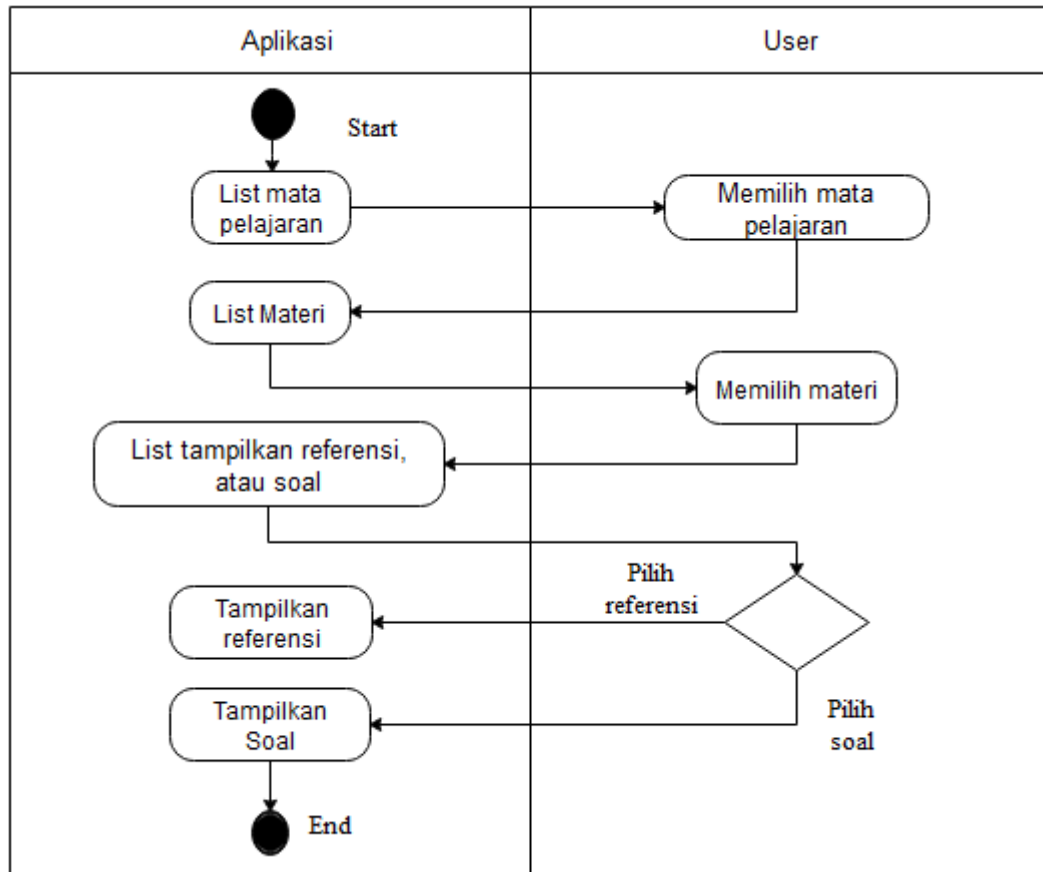 Aplikasi
User
Start
List mata
pelajaran
Memilih mata
pelajaran
List Materi
Memilih materi
List tampilkan referensi,
atau soal
Pilih
referensi
Tampilkan
referensi
Tampilkan
Soal
Pilih
soal
End